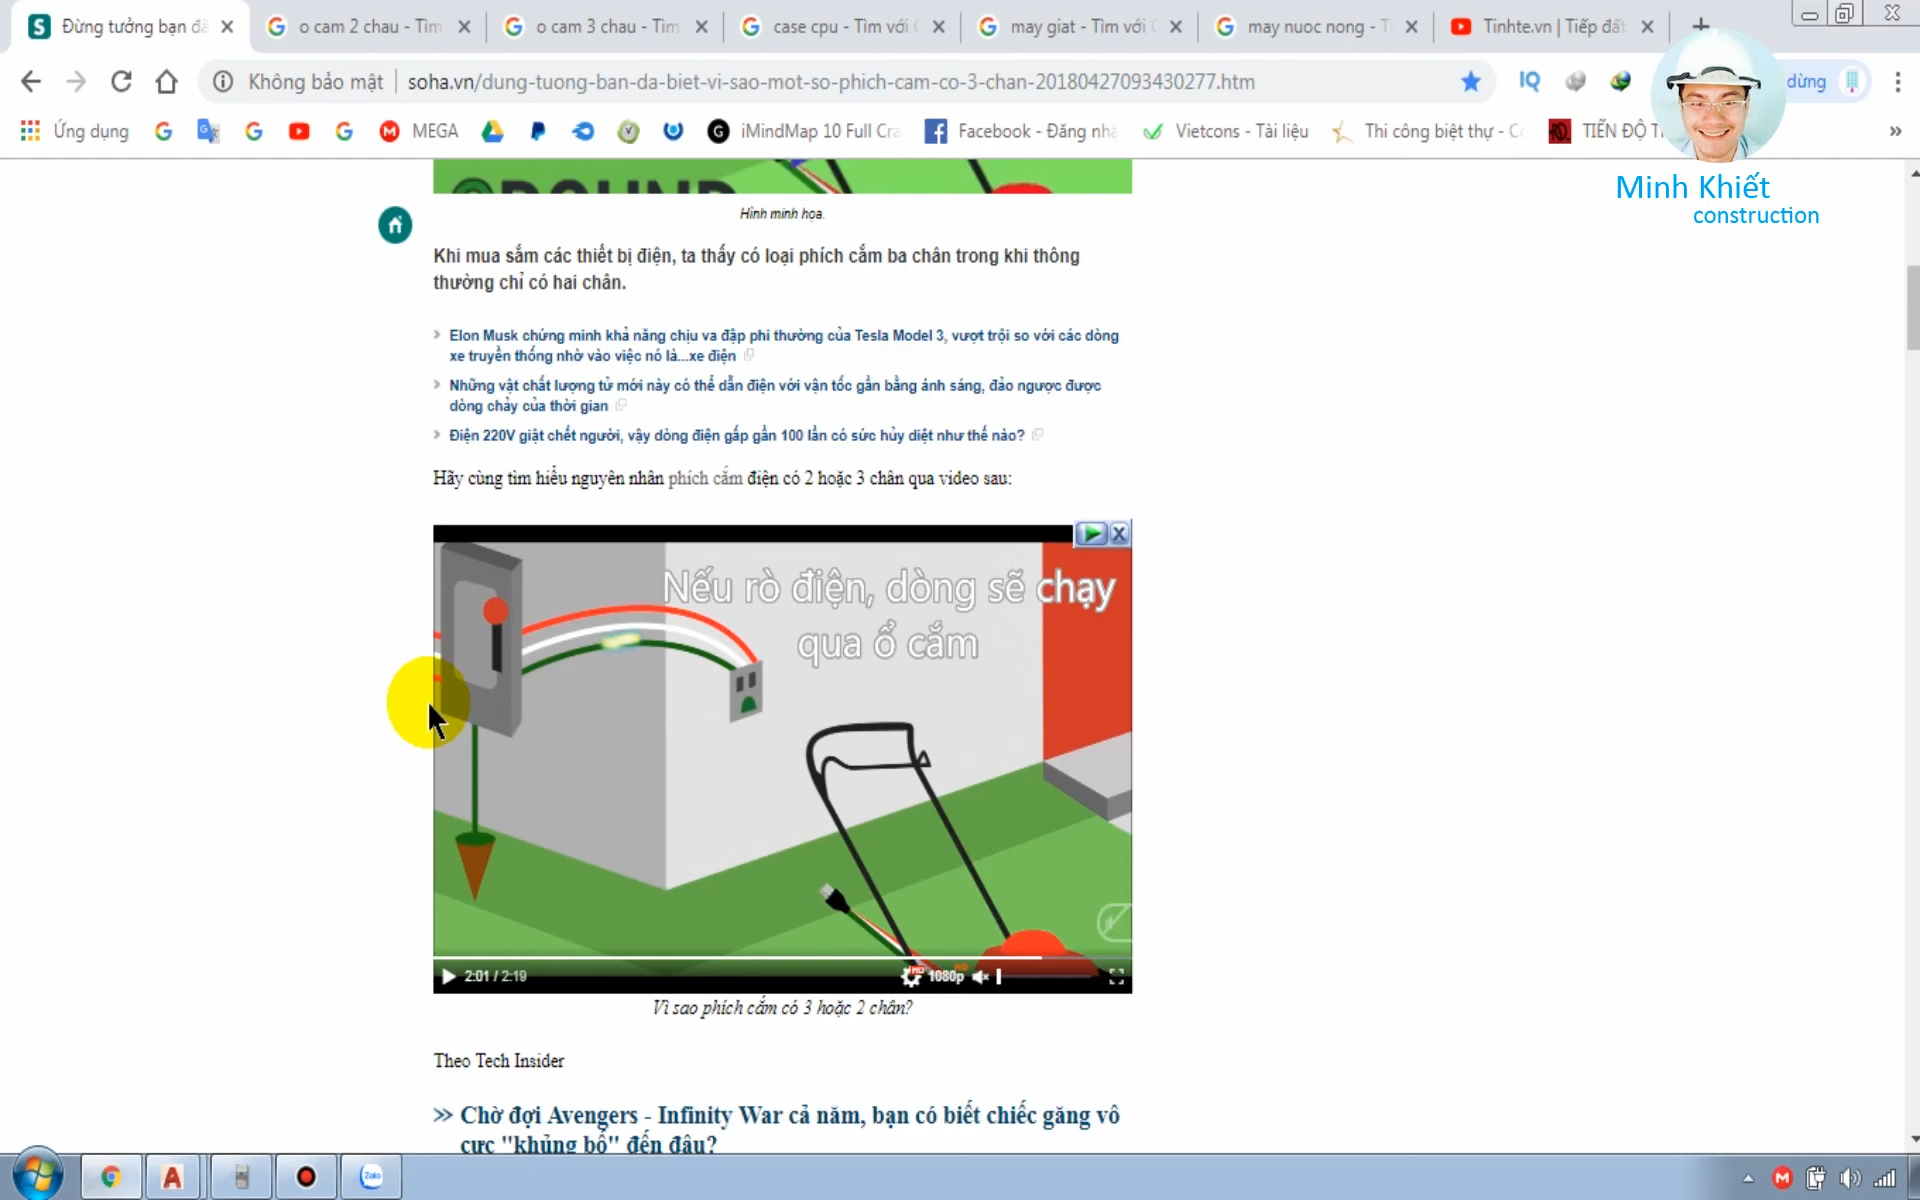 Đừng tưởng bạn đã
o cam 2 chau - Tìm
o cam 3 chau - Tìm
case cpu - Tìm với
may giat - Tìm với
may nuoc nong - T
Tinhte.vn | Tiếp đất
Không bảo mật
soha.vn/dung-tuong-ban-da-biet-vi-sao-mot-so-phich-cam-co-3-chan-20180427093430277.htm
IQ
dừng
Ứng dụng
MEGA
iMindMap 10 Full Cra
Facebook - Đăng nhậ
Vietcons - Tài liệu
Thi công biệt thự - C
TIẾN ĐỘ T
Minh Khiết
construction
GROUND
Hình minh họa.
Khi mua sắm các thiết bị điện, ta thấy có loại phích cắm ba chân trong khi thông
thường chỉ có hai chân.
Elon Musk chứng minh khả năng chịu va đập phi thường của Tesla Model 3, vượt trội so với các dòng
xe truyền thống nhờ vào việc nó là...xe điện
Những vật chất lượng tử mới này có thể dẫn điện với vận tốc gần bằng ánh sáng, đảo ngược được
dòng chảy của thời gian
Điện 220V giật chết người, vậy dòng điện gấp gần 100 lần có sức hủy diệt như thế nào?
Hãy cùng tìm hiểu nguyên nhân phích cắm điện có 2 hoặc 3 chân qua video sau:
Nếu rò điện, dòng sẽ chạy
qua ổ cắm
2:01 / 2:19
HD
1080p
Vì sao phích cắm có 3 hoặc 2 chân?
Theo Tech Insider
Chờ đợi Avengers - Infinity War cả năm, bạn có biết chiếc găng vô
cực "khủng bố" đến đâu?
Zalo